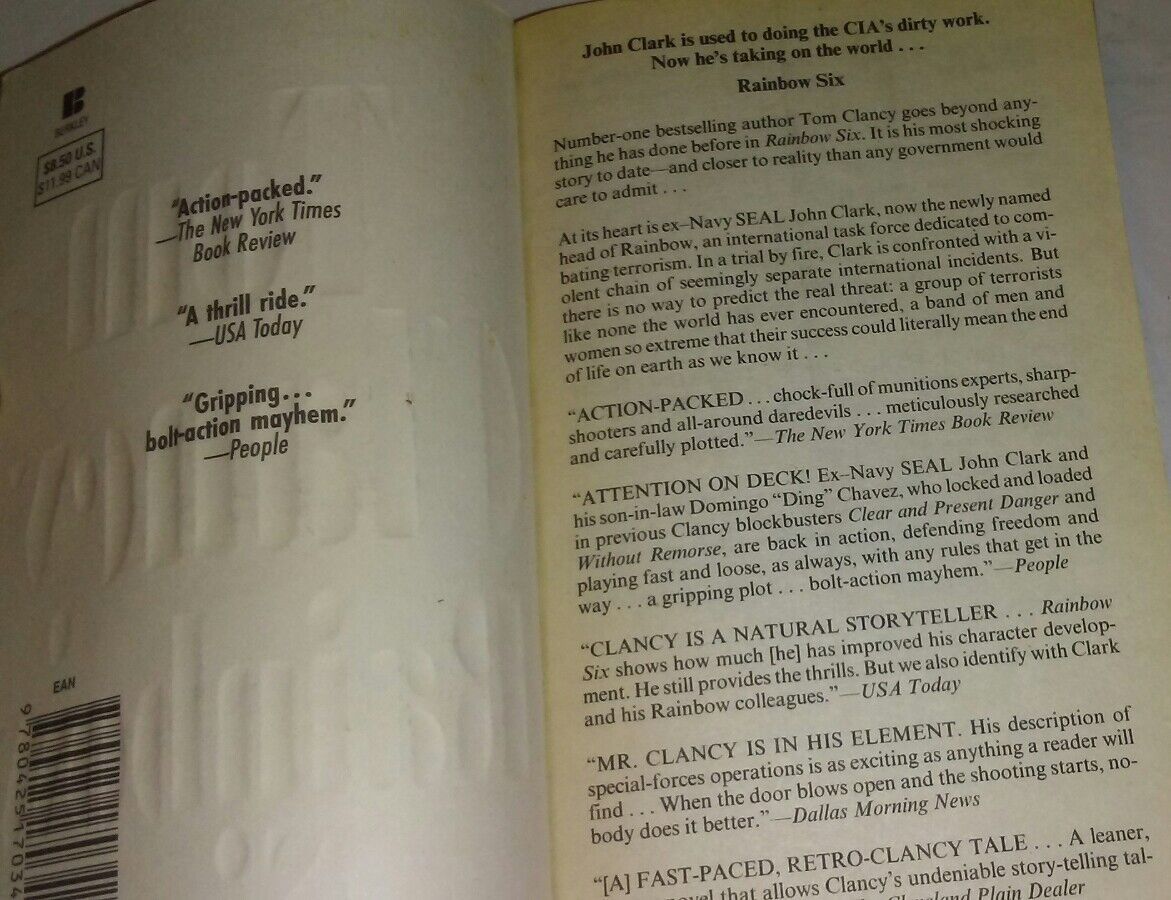 BERKLEY
$8.50 U.S.
$11.99 CAN
“Action-packed.”
—The New York Times
Book Review
“A thrill ride.”
—USA Today
“Gripping...
bolt-action mayhem.”
—People
EAN
9 780425 17034
John Clark is used to doing the CIA’s dirty work.
Now he’s taking on the world . . .
Rainbow Six
Number-one bestselling author Tom Clancy goes beyond any-
thing he has done before in Rainbow Six. It is his most shocking
story to date—and closer to reality than any government would
care to admit . . .
At its heart is ex–Navy SEAL John Clark, now the newly named
head of Rainbow, an international task force dedicated to com-
bating terrorism. In a trial by fire, Clark is confronted with a vi-
olent chain of seemingly separate international incidents. But
there is no way to predict the real threat: a group of terrorists
like none the world has ever encountered, a band of men and
women so extreme that their success could literally mean the end
of life on earth as we know it . . .
“ACTION-PACKED . . . chock-full of munitions experts, sharp-
shooters and all-around daredevils . . . meticulously researched
and carefully plotted.”—The New York Times Book Review
“ATTENTION ON DECK! Ex–Navy SEAL John Clark and
his son-in-law Domingo “Ding” Chavez, who locked and loaded
in previous Clancy blockbusters Clear and Present Danger and
Without Remorse, are back in action, defending freedom and
playing fast and loose, as always, with any rules that get in the
way . . . a gripping plot . . . bolt-action mayhem.”—People
“CLANCY IS A NATURAL STORYTELLER . . . Rainbow
Six shows how much [he] has improved his character develop-
ment. He still provides the thrills. But we also identify with Clark
and his Rainbow colleagues.”—USA Today
“MR. CLANCY IS IN HIS ELEMENT. His description of
special-forces operations is as exciting as anything a reader will
find . . . When the door blows open and the shooting starts, no-
body does it better.”—Dallas Morning News
“[A] FAST-PACED, RETRO-CLANCY TALE . . . A leaner,
novel that allows Clancy’s undeniable story-telling tal-
Cleveland Plain Dealer